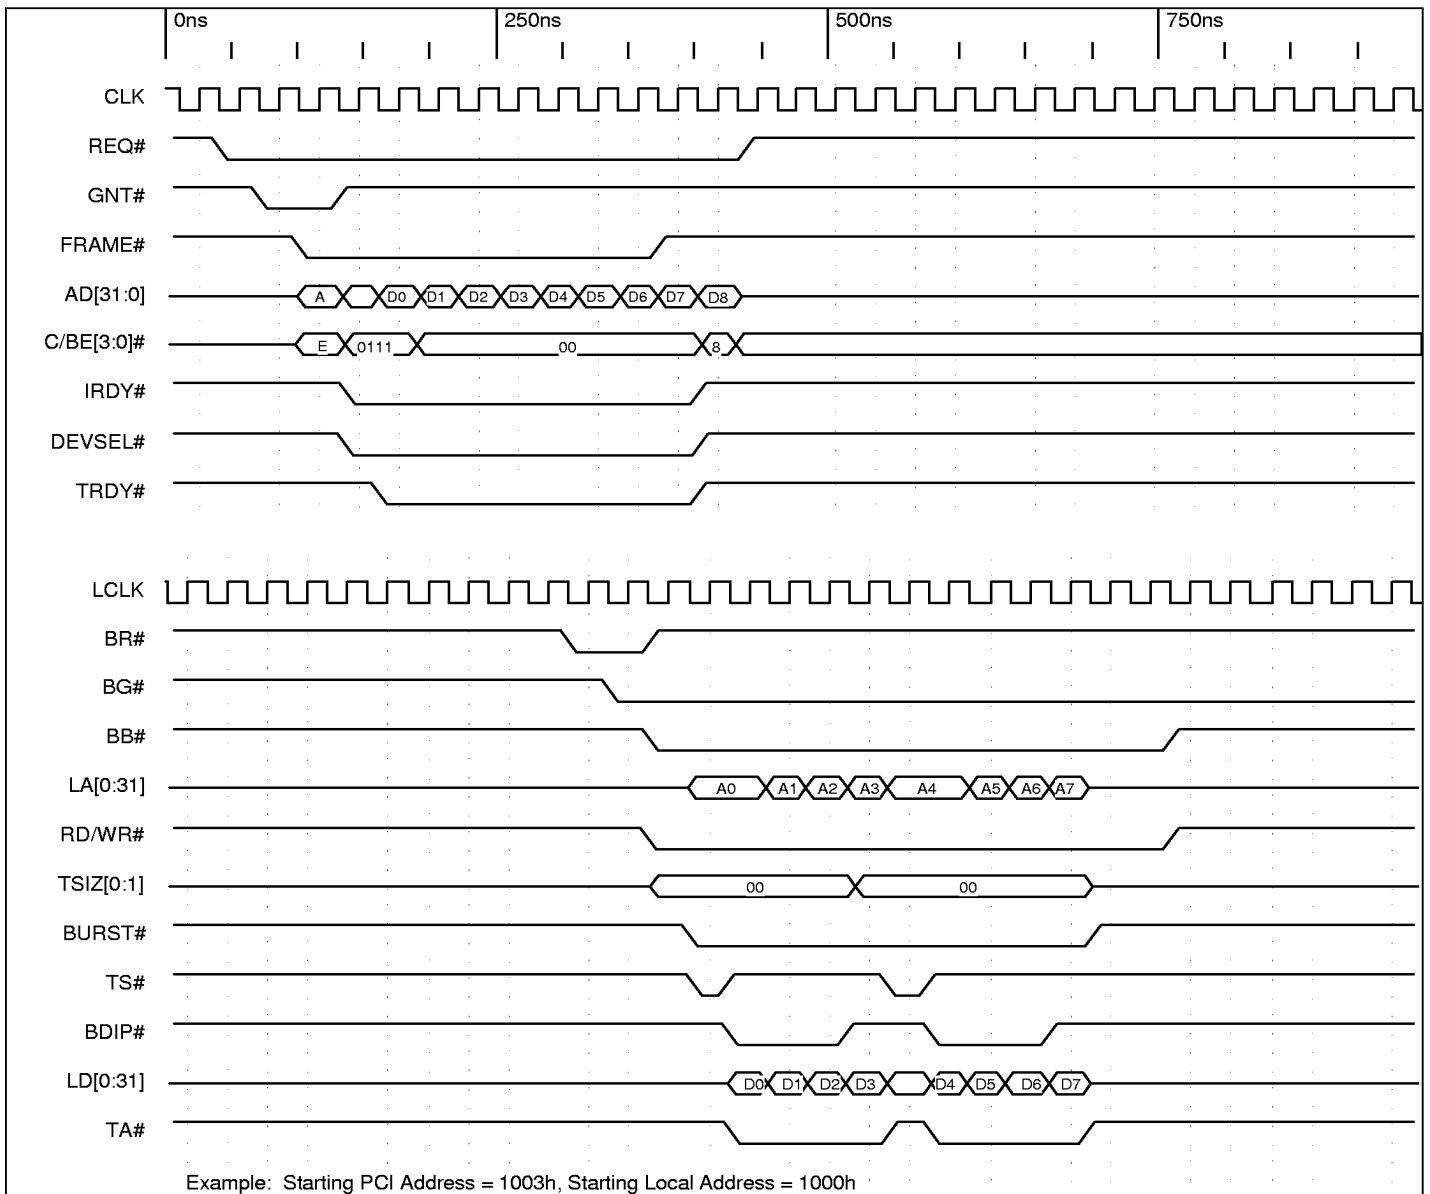 0ns 250ns 500ns 750ns
CLK
REQ#
GNT#
FRAME#
AD[31:0] A D0 D1 D2 D3 D4 D5 D6 D7 D8
C/BE[3:0]# E 0111 00 8
IRDY#
DEVSEL#
TRDY#
LCLK
BR#
BG#
BB#
LA[0:31] A0 A1 A2 A3 A4 A5 A6 A7
RD/WR#
TSIZ[0:1] 00 00
BURST#
TS#
BDIP#
LD[0:31] D0 D1 D2 D3 D4 D5 D6 D7
TA#
Example: Starting PCI Address = 1003h, Starting Local Address = 1000h